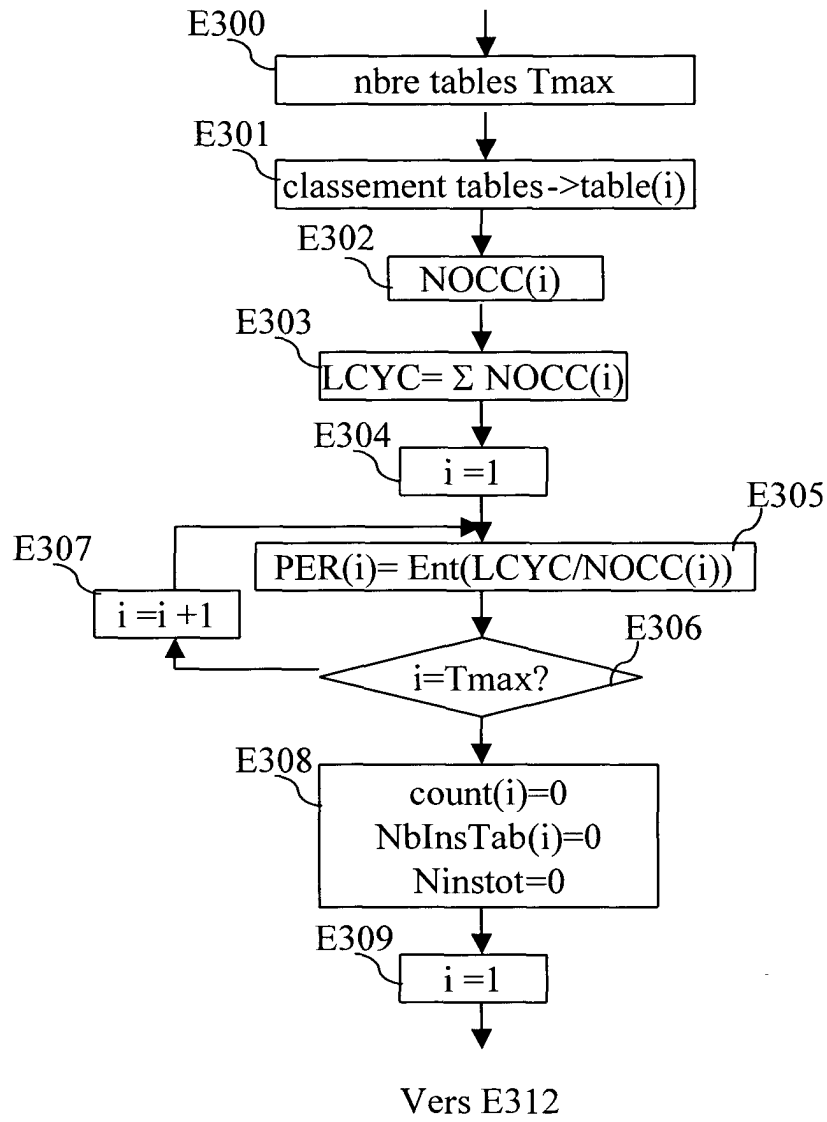 E300
nbre tables Tmax
E301
classement tables->table(i)
E302
NOCC(i)
E303
LCYC= Σ NOCC(i)
E304
i =1
E305
PER(i)= Ent(LCYC/NOCC(i))
E307
i =i +1
E306
i=Tmax?
E308
count(i)=0
NbInsTab(i)=0
Ninstot=0
E309
i =1
Vers E312